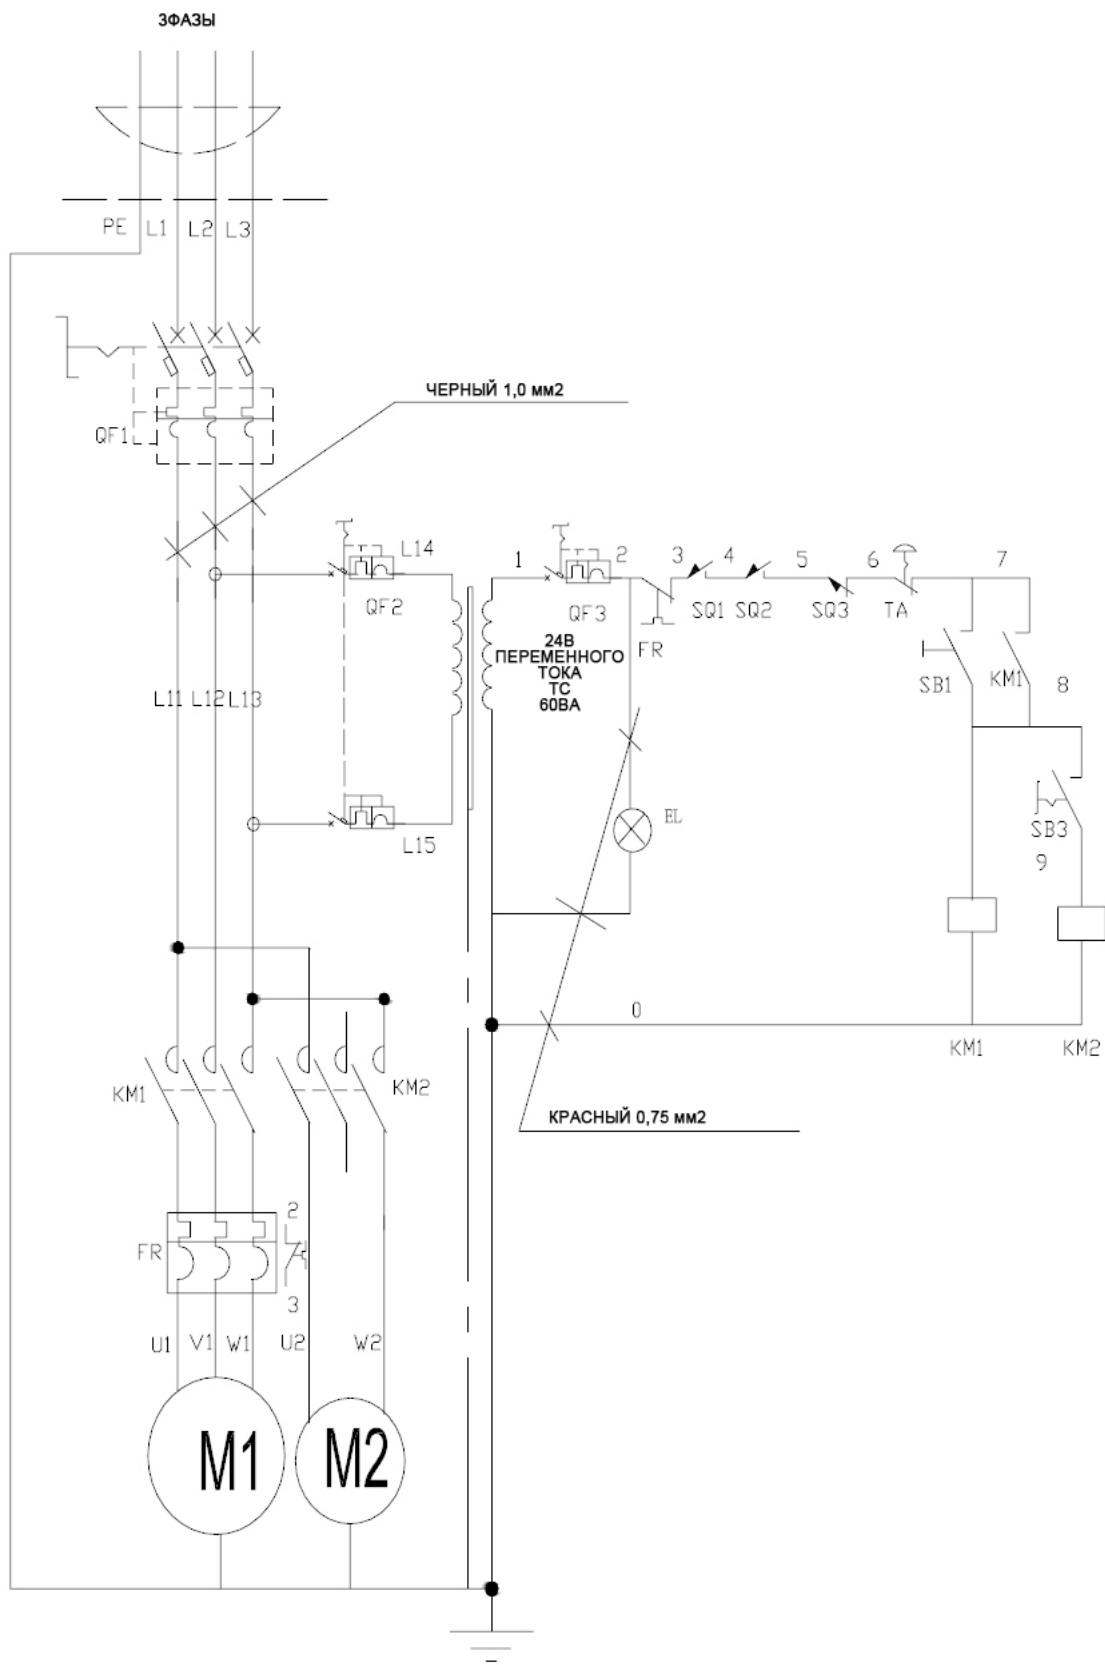 3ФАЗЫ
PE L1 L2 L3
ЧЕРНЫЙ 1,0 мм2
QF1
L14
1
2
3
4
5
6
7
QF2
QF3
SQ1
SQ2
SQ3
TA
24В
ПЕРЕМЕННОГО
ТОКА
ТС
60ВА
FR
L11 L12 L13
SB1
KM1
8
EL
SB3
L15
9
0
KM1
KM2
KM1
KM2
КРАСНЫЙ 0,75 мм2
2
FR
3
U1 V1 W1 U2 W2
M1
M2